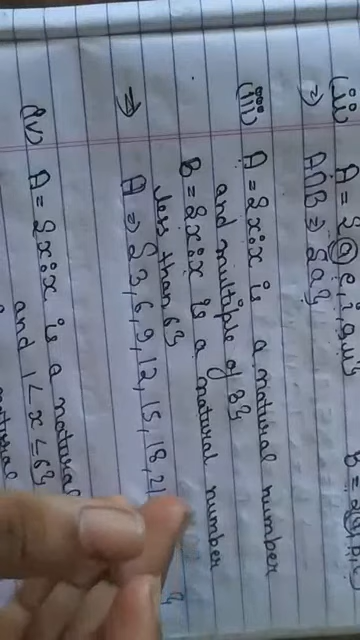 (ii) A = {a, e, i, o, u} B = {a, b, c
⇒ A∩B ⇒ {a}
(iii) A = {x : x is a natural number
and multiple of 3}
B = {x : x is a natural number
less than 6}
⇒ A ⇒ {3, 6, 9, 12, 15, 18, 21
(iv) A = {x : x is a natural
and 1 < x ≤ 6}
natural